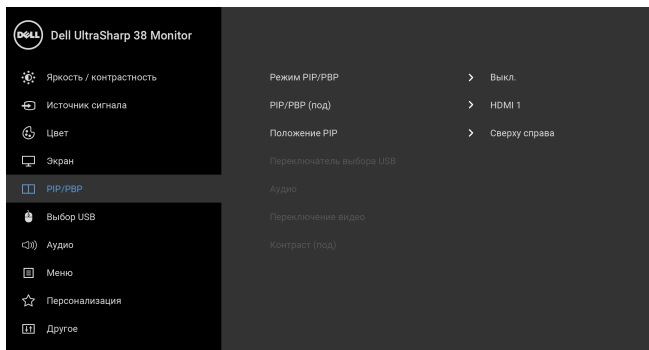 DELL Dell UltraSharp 38 Monitor
Яркость / контрастность
Источник сигнала
Цвет
Экран
PIP/PBP
Выбор USB
Аудио
Меню
Персонализация
Другое
Режим PIP/PBP Выкл.
PIP/PBP (под) HDMI 1
Положение PIP Сверху справа
Переключатель выбора USB
Аудио
Переключение видео
Контраст (под)